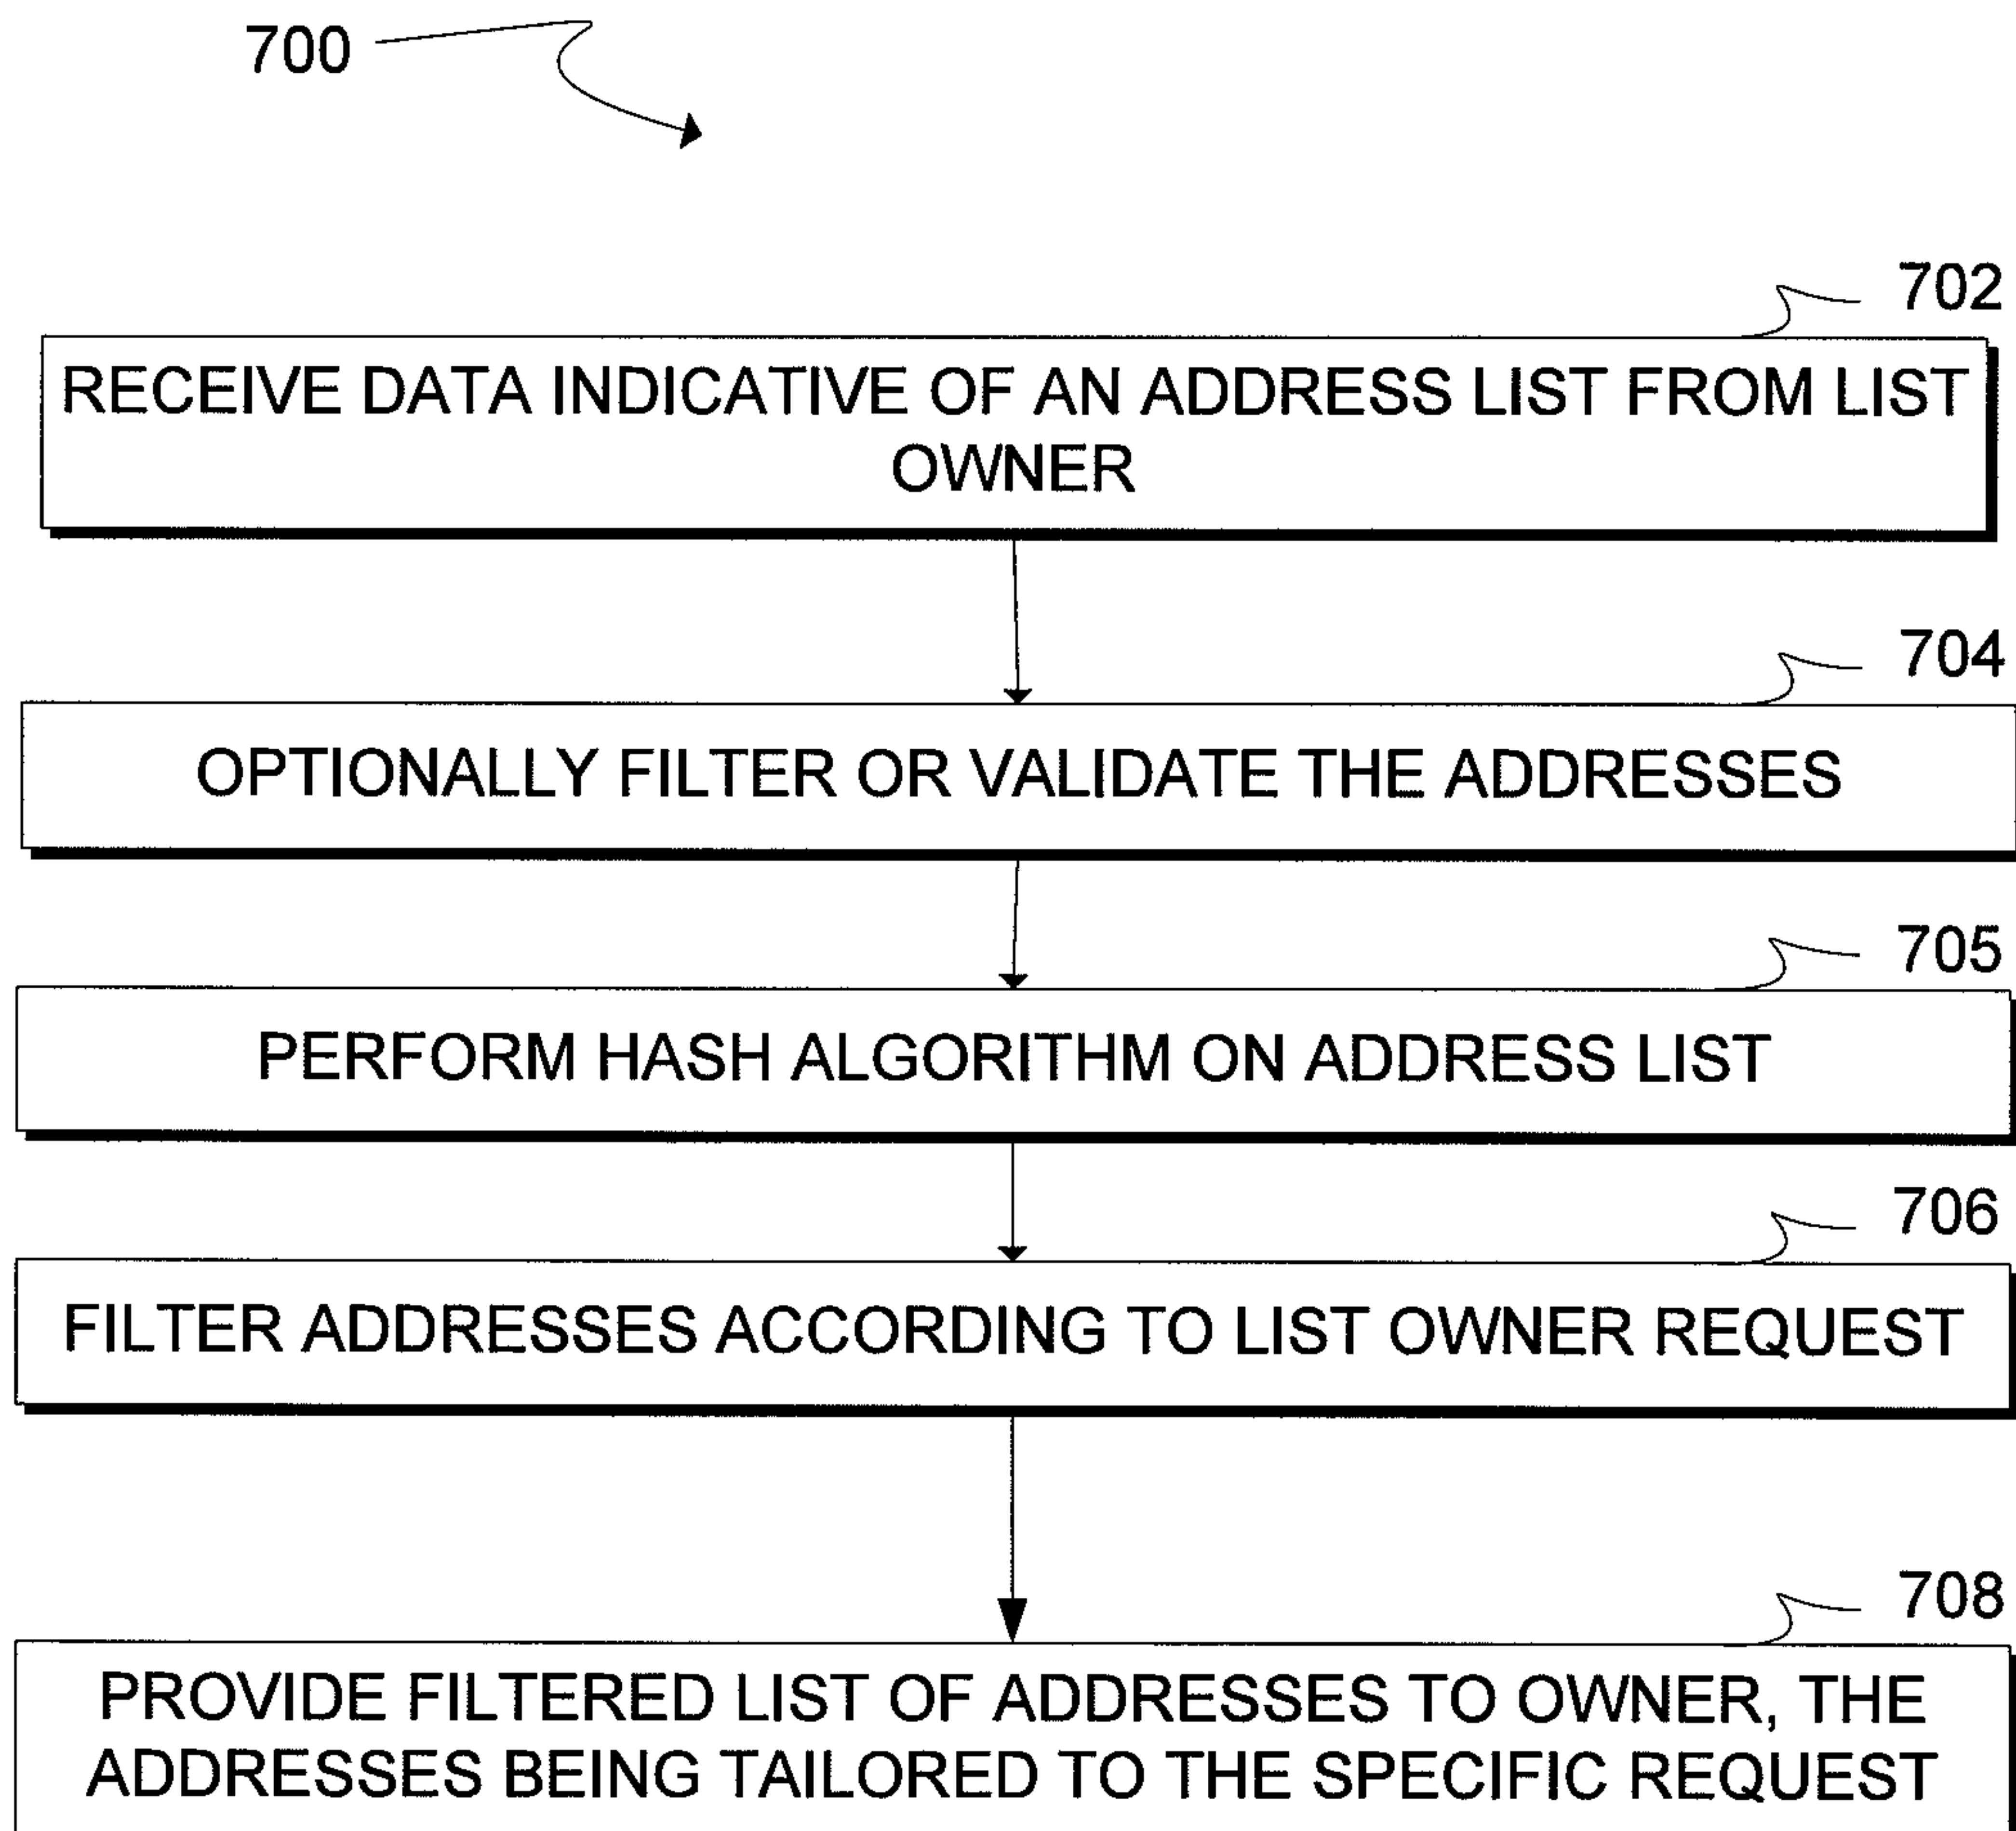 700
702
RECEIVE DATA INDICATIVE OF AN ADDRESS LIST FROM LIST
OWNER
704
OPTIONALLY FILTER OR VALIDATE THE ADDRESSES
705
PERFORM HASH ALGORITHM ON ADDRESS LIST
706
FILTER ADDRESSES ACCORDING TO LIST OWNER REQUEST
708
PROVIDE FILTERED LIST OF ADDRESSES TO OWNER, THE
ADDRESSES BEING TAILORED TO THE SPECIFIC REQUEST